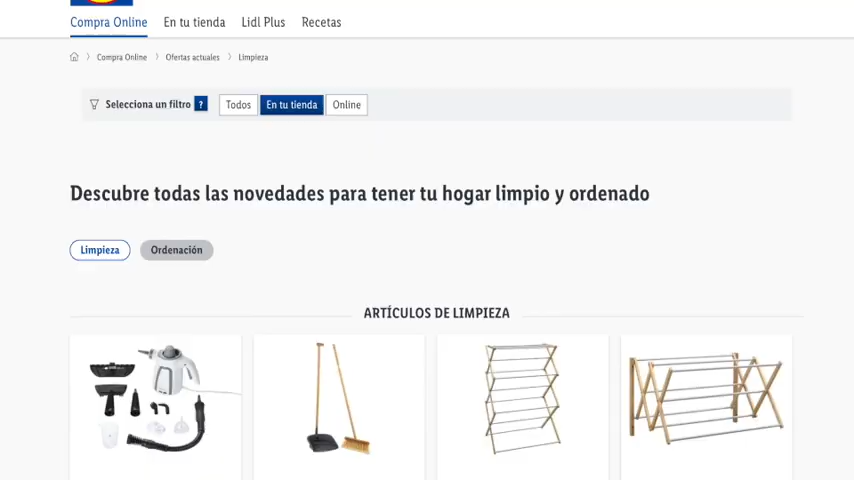 Compra Online En tu tienda Lidl Plus Recetas
Compra Online Ofertas actuales Limpieza
Selecciona un filtro ? Todos En tu tienda Online
Descubre todas las novedades para tener tu hogar limpio y ordenado
Limpieza Ordenación
ARTÍCULOS DE LIMPIEZA